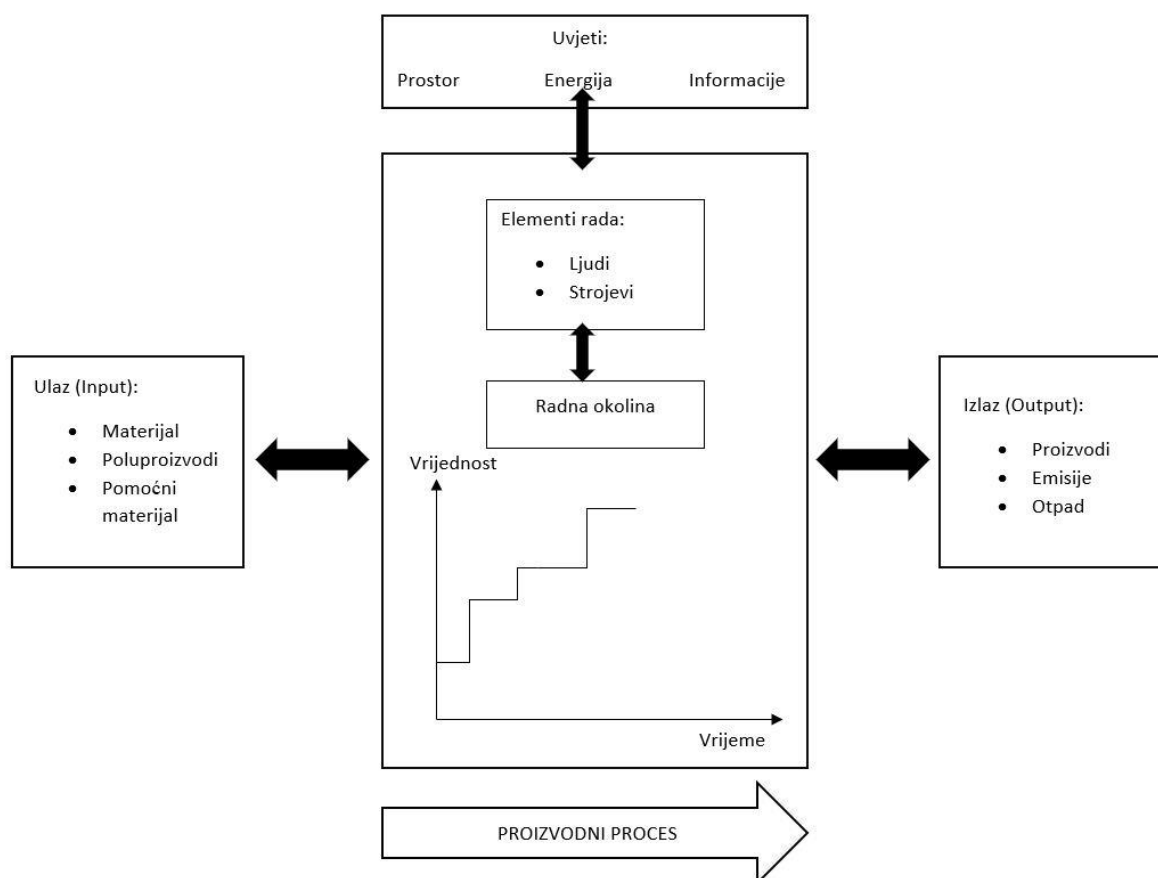 Uvjeti:
Prostor Energija Informacije
Elementi rada:
• Ljudi
• Strojevi
Radna okolina
Ulaz (Input):
• Materijal
• Poluproizvodi
• Pomoćni
materijal
Izlaz (Output):
• Proizvodi
• Emisije
• Otpad
Vrijednost
Vrijeme
PROIZVODNI PROCES